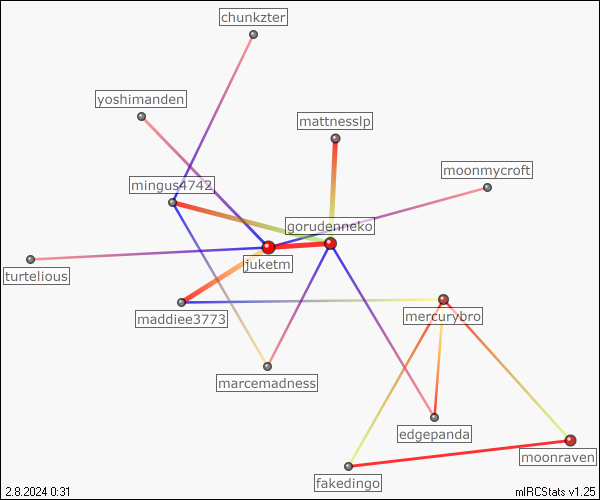 chunkzter
yoshimanden
mattnesslp
moonmycroft
mingus4742
gorudenneko
juketm
turtelious
maddiee3773
mercurybro
marcemadness
edgepanda
moonraven
fakedingo
2.8.2024 0:31
mIRCStats v1.25